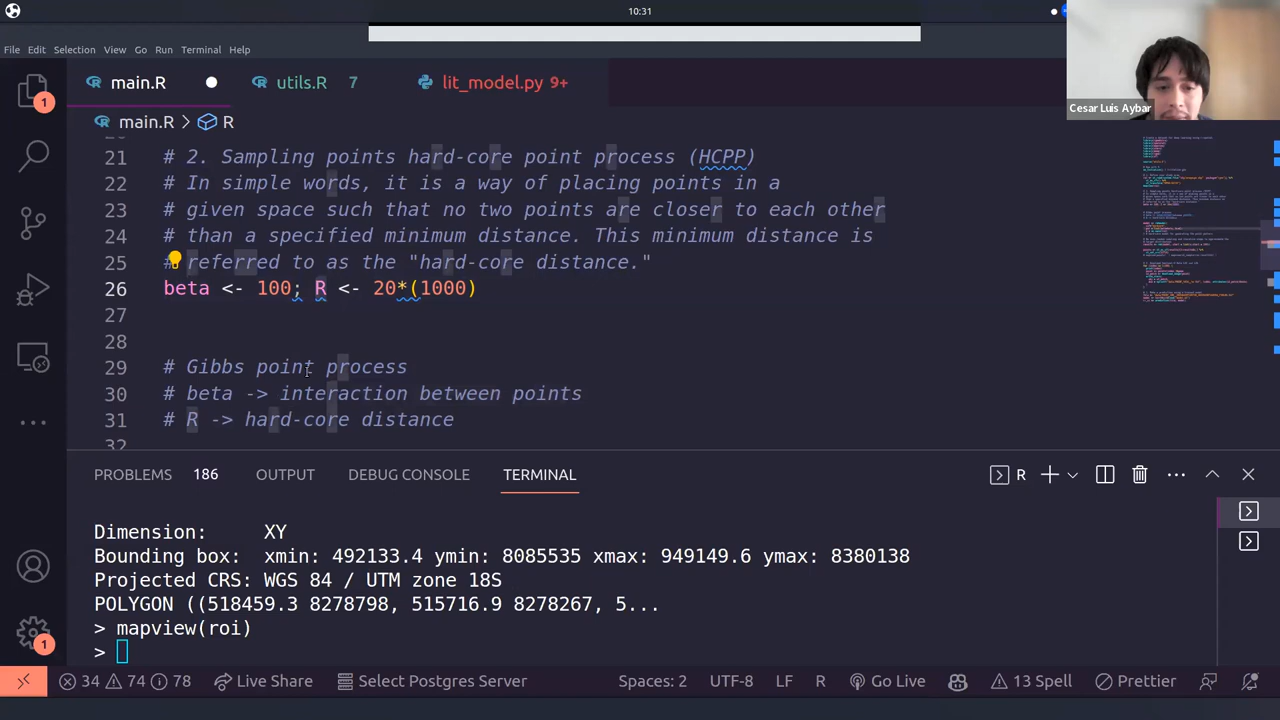 10:31
File Edit Selection View Go Run Terminal Help
main.R utils.R 7 lit_model.py 9+
Cesar Luis Aybar
main.R > R
21 # 2. Sampling points hard-core point process (HCPP)
22 # In simple words, it is a way of placing points in a
23 # given space such that no two points are closer to each other
24 # than a specified minimum distance. This minimum distance is
25 # referred to as the "hard-core distance."
26 beta <- 100; R <- 20*(1000)
27
28
29 # Gibbs point process
30 # beta -> interaction between points
31 # R -> hard-core distance
32
PROBLEMS 186 OUTPUT DEBUG CONSOLE TERMINAL R
Dimension: XY
Bounding box: xmin: 492133.4 ymin: 8085535 xmax: 949149.6 ymax: 8380138
Projected CRS: WGS 84 / UTM zone 18S
POLYGON ((518459.3 8278798, 515716.9 8278267, 5...
> mapview(roi)
>
34 74 78 Live Share Select Postgres Server Spaces: 2 UTF-8 LF R Go Live 13 Spell Prettier